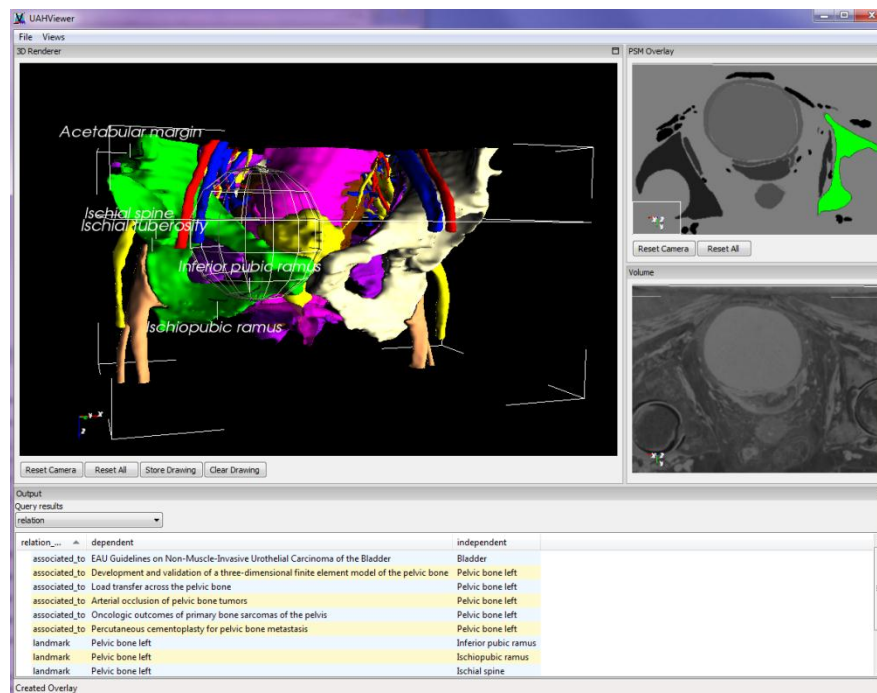 UAHViewer
File Views
3D Renderer
PSM Overlay
Acetabular margin
Ischial spine
Ischial tuberosity
Inferior pubic ramus
Ischiopubic ramus
Reset Camera Reset All
Volume
Reset Camera Reset All Store Drawing Clear Drawing
Output
Query results
relation
relation_... dependent independent
associated_to EAU Guidelines on Non-Muscle-Invasive Urothelial Carcinoma of the Bladder Bladder
associated_to Development and validation of a three-dimensional finite element model of the pelvic bone Pelvic bone left
associated_to Load transfer across the pelvic bone Pelvic bone left
associated_to Arterial occlusion of pelvic bone tumors Pelvic bone left
associated_to Oncologic outcomes of primary bone sarcomas of the pelvis Pelvic bone left
associated_to Percutaneous cementoplasty for pelvic bone metastasis Pelvic bone left
landmark Pelvic bone left Inferior pubic ramus
landmark Pelvic bone left Ischiopubic ramus
landmark Pelvic bone left Ischial spine
Created Overlay